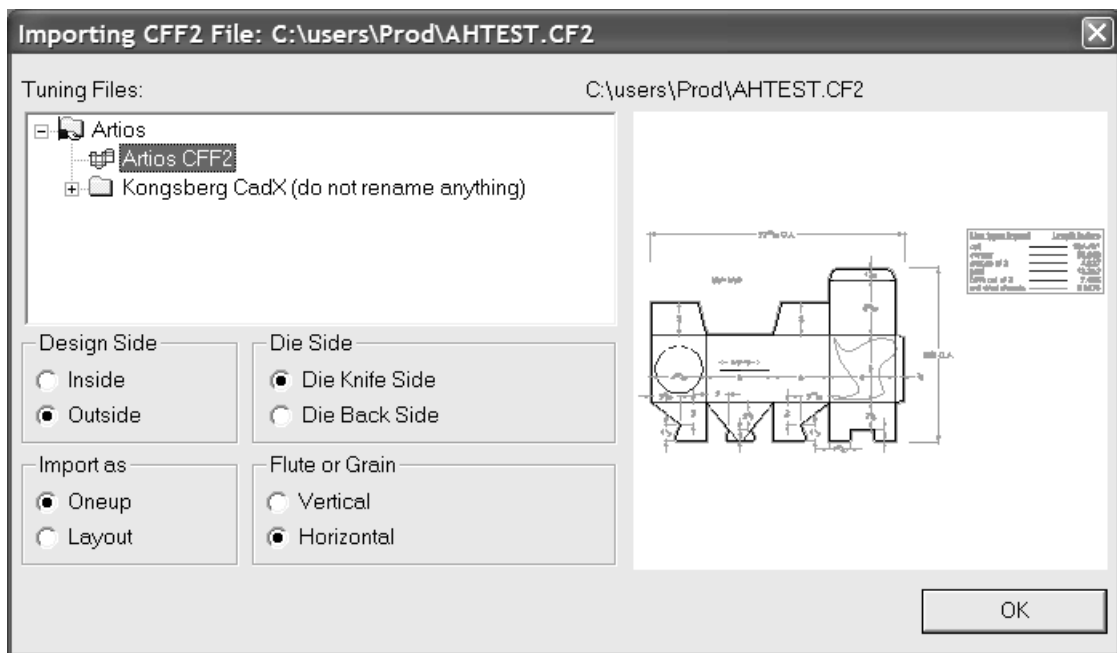 Importing CFF2 File: C:\users\Prod\AHTEST.CF2
Tuning Files:
C:\users\Prod\AHTEST.CF2
Artios
Artios CFF2
Kongsberg CadX (do not rename anything)
Design Side
Inside
Outside
Die Side
Die Knife Side
Die Back Side
Import as
Oneup
Layout
Flute or Grain
Vertical
Horizontal
OK